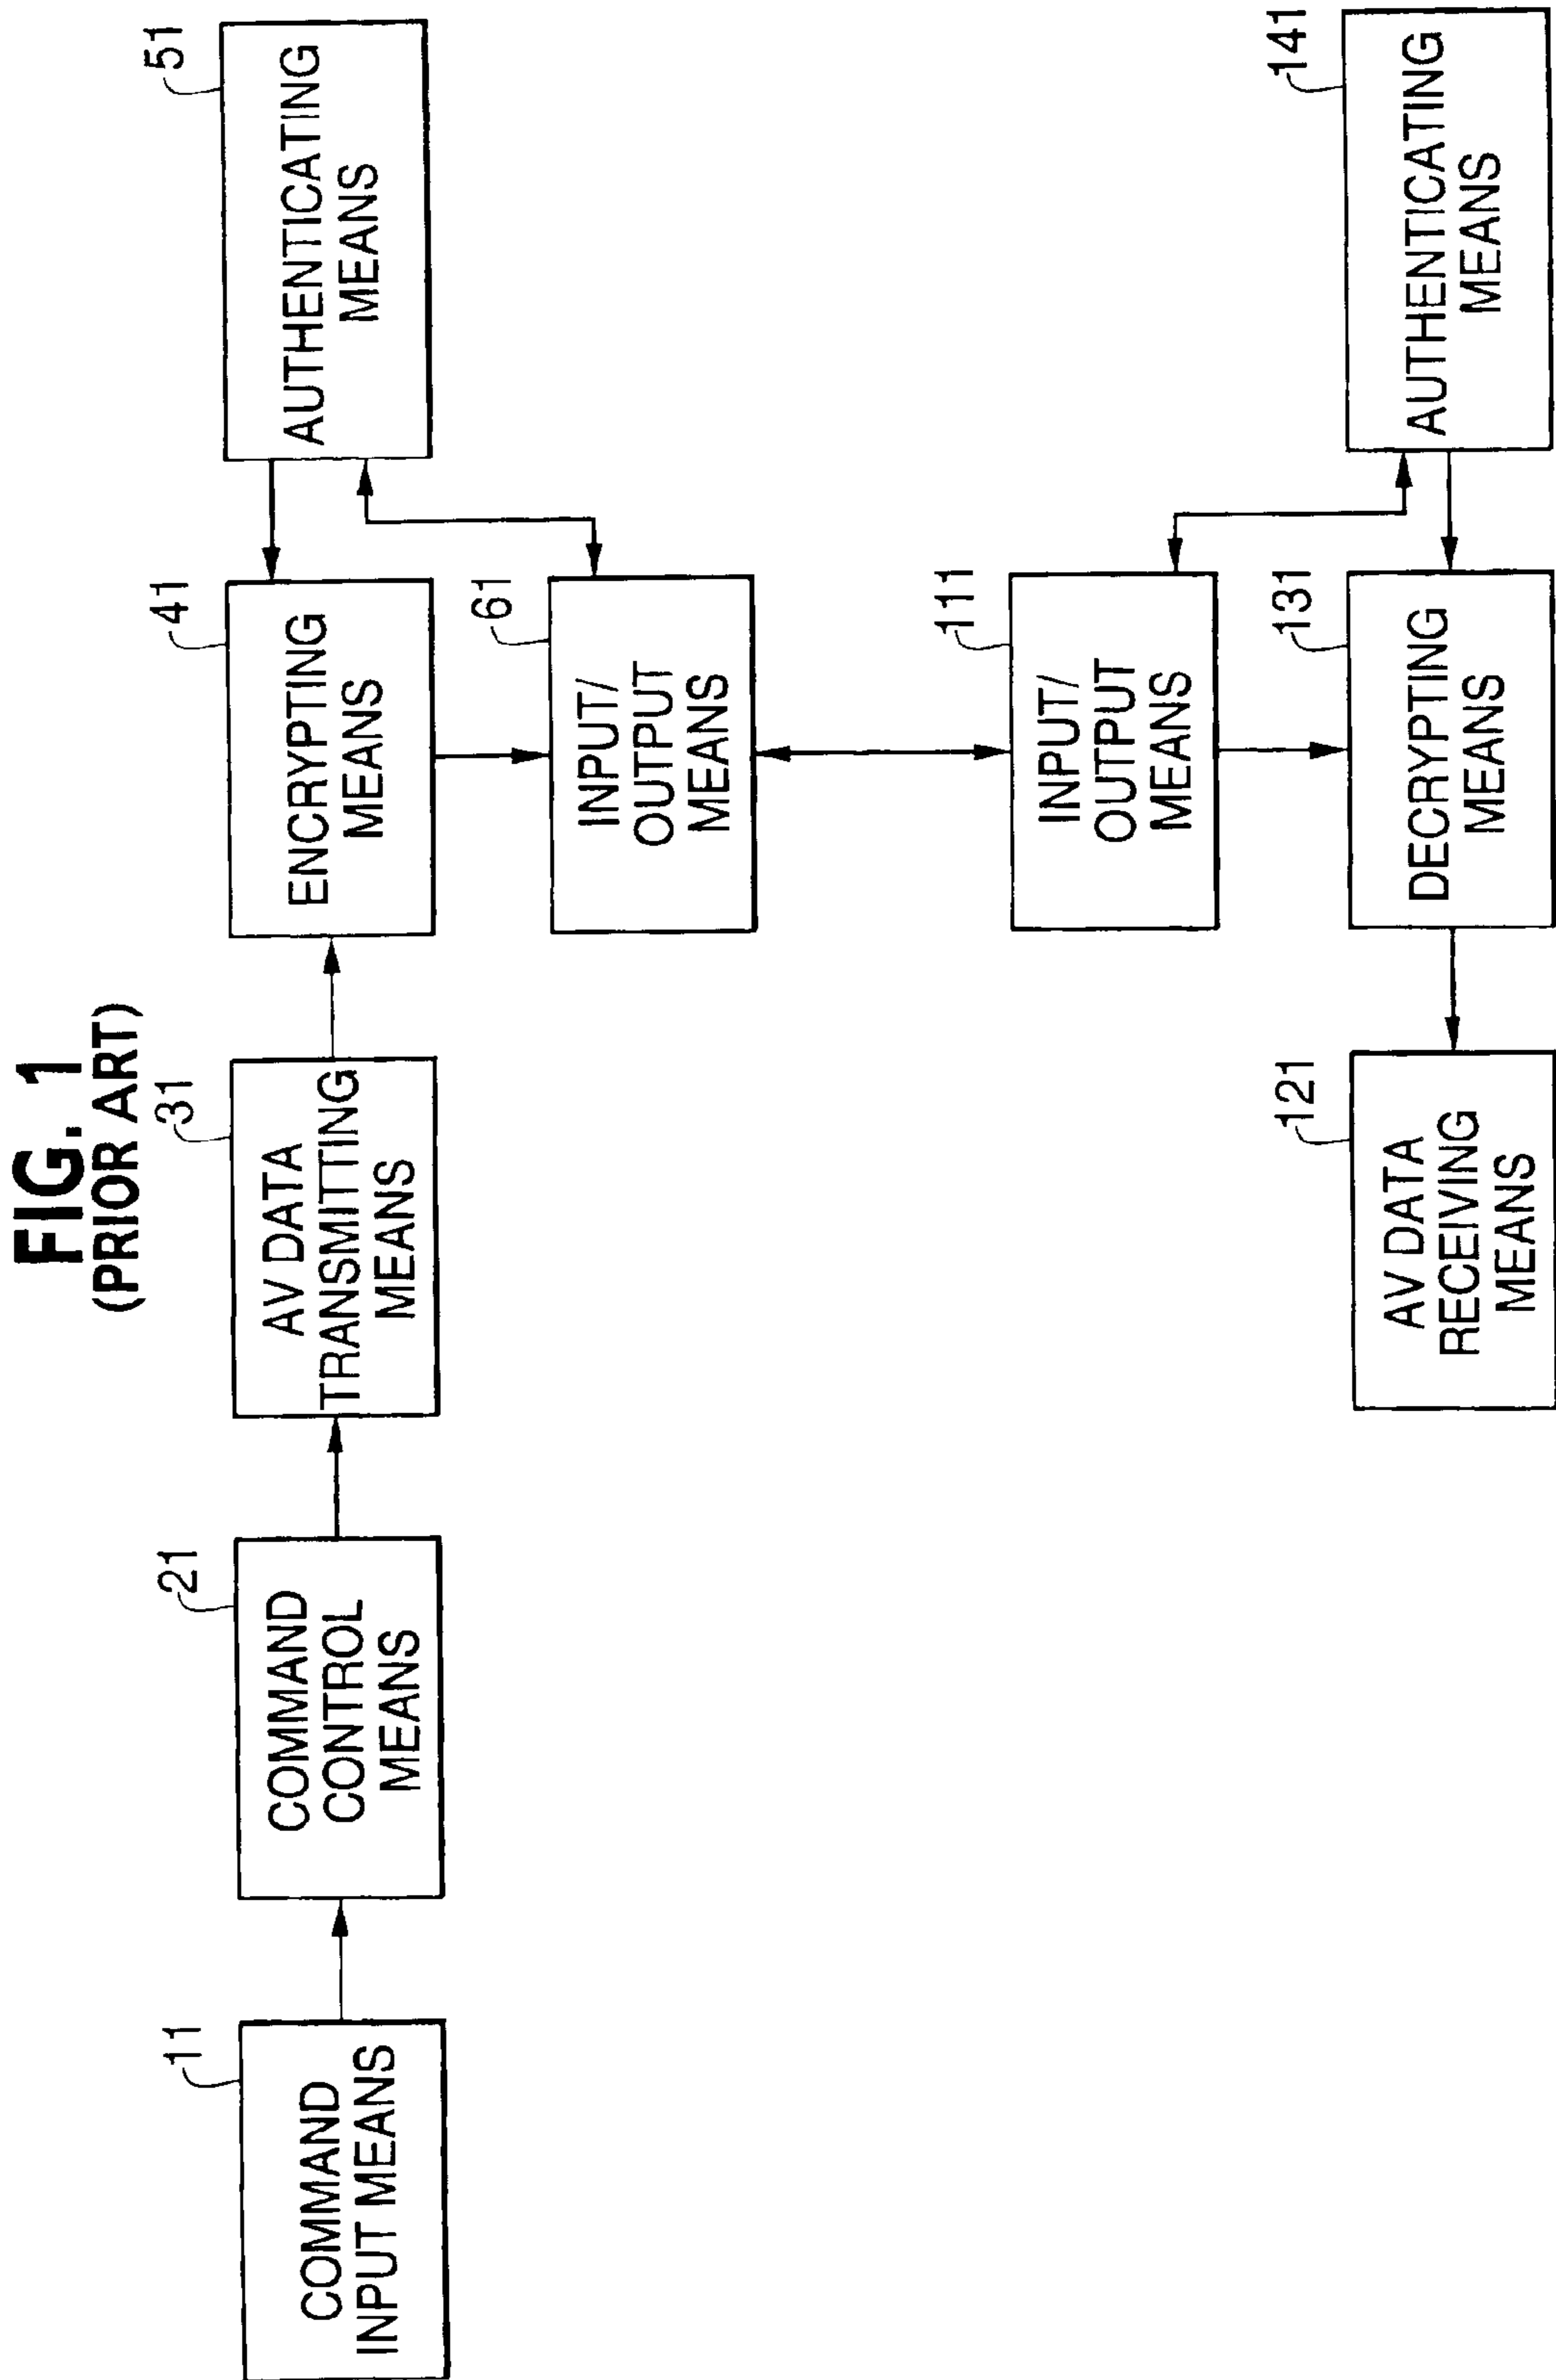 FIG. 1
(PRIOR ART)
11
COMMAND
INPUT MEANS
21
COMMAND
CONTROL
MEANS
31
AV DATA
TRANSMITTING
MEANS
41
ENCRYPTING
MEANS
51
AUTHENTICATING
MEANS
61
INPUT/
OUTPUT
MEANS
111
INPUT/
OUTPUT
MEANS
121
AV DATA
RECEIVING
MEANS
131
DECRYPTING
MEANS
141
AUTHENTICATING
MEANS